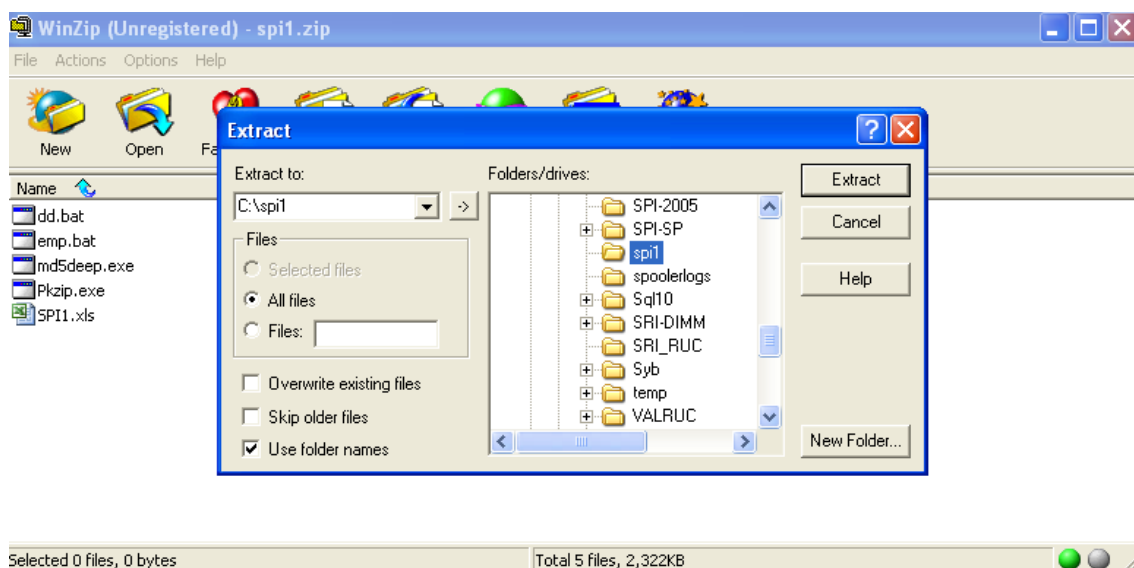 WinZip (Unregistered) - spi1.zip
File Actions Options Help
New Open Fa
Name
dd.bat
emp.bat
md5deep.exe
Pkzip.exe
SPI1.xls
Extract
Extract to:
C:\spi1
->
Files
Selected files
All files
Files:
Overwrite existing files
Skip older files
Use folder names
Folders/drives:
SPI-2005
SPI-SP
spi1
spoolerlogs
Sql10
SRI-DIMM
SRI_RUC
Syb
temp
VALRUC
Extract
Cancel
Help
New Folder...
Selected 0 files, 0 bytes
Total 5 files, 2,322KB